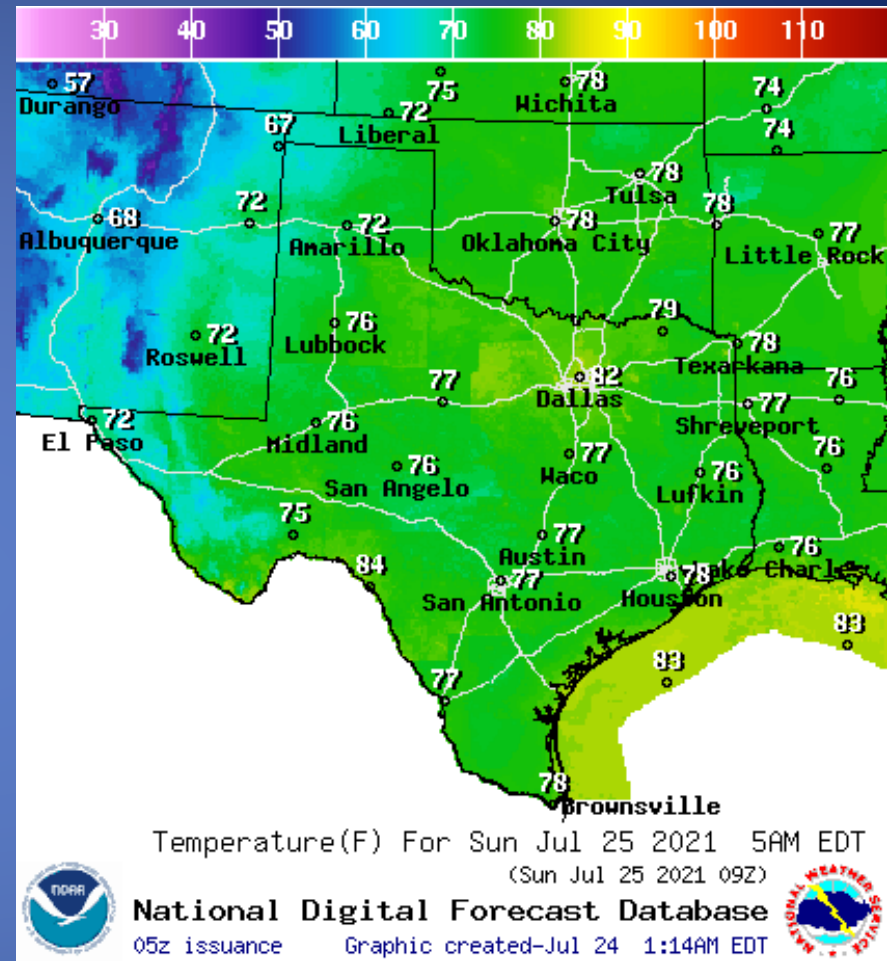 30 40 50 60 70 80 90 100 110
57
Durango
75
78
Wichita
74
72
Liberal
67
74
78
Tulsa
68
Albuquerque
72
72
Amarillo
78
Oklahoma City
78
77
Little Rock
72
Roswell
76
Lubbock
79
78
Texarkana
82
Dallas
77
76
77
Shreveport
72
El Paso
76
Midland
76
San Angelo
77
Waco
76
Lufkin
76
75
77
Austin
76
Lake Charles
84
77
San Antonio
78
Houston
83
83
77
78
Brownsville
Temperature(F) For Sun Jul 25 2021 5AM EDT
(Sun Jul 25 2021 09Z)
NOAA
National Digital Forecast Database
05z issuance Graphic created-Jul 24 1:14AM EDT
NATIONAL WEATHER SERVICE